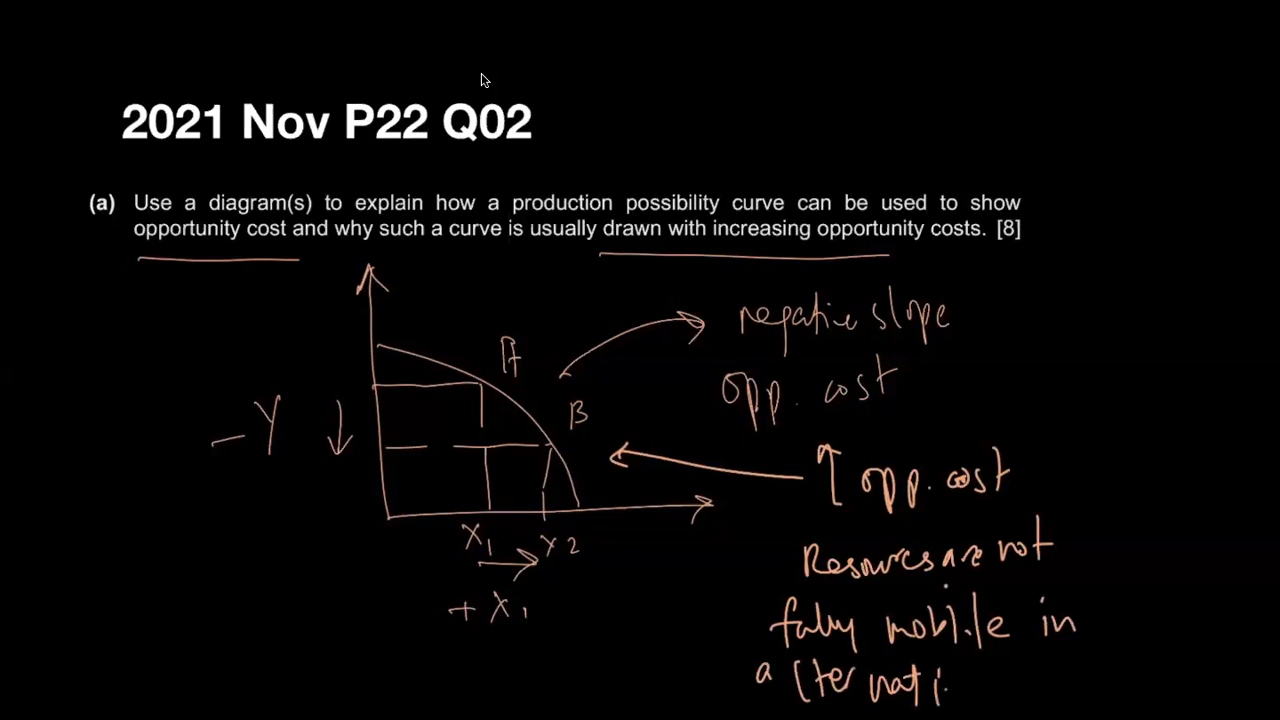 2021 Nov P22 Q02
(a) Use a diagram(s) to explain how a production possibility curve can be used to show
opportunity cost and why such a curve is usually drawn with increasing opportunity costs. [8]
negative slope
A
opp. cost
B
- Y ↓
↑ opp. cost
X1 X2
Resources are not
+ X1
fully mobile in
alternati